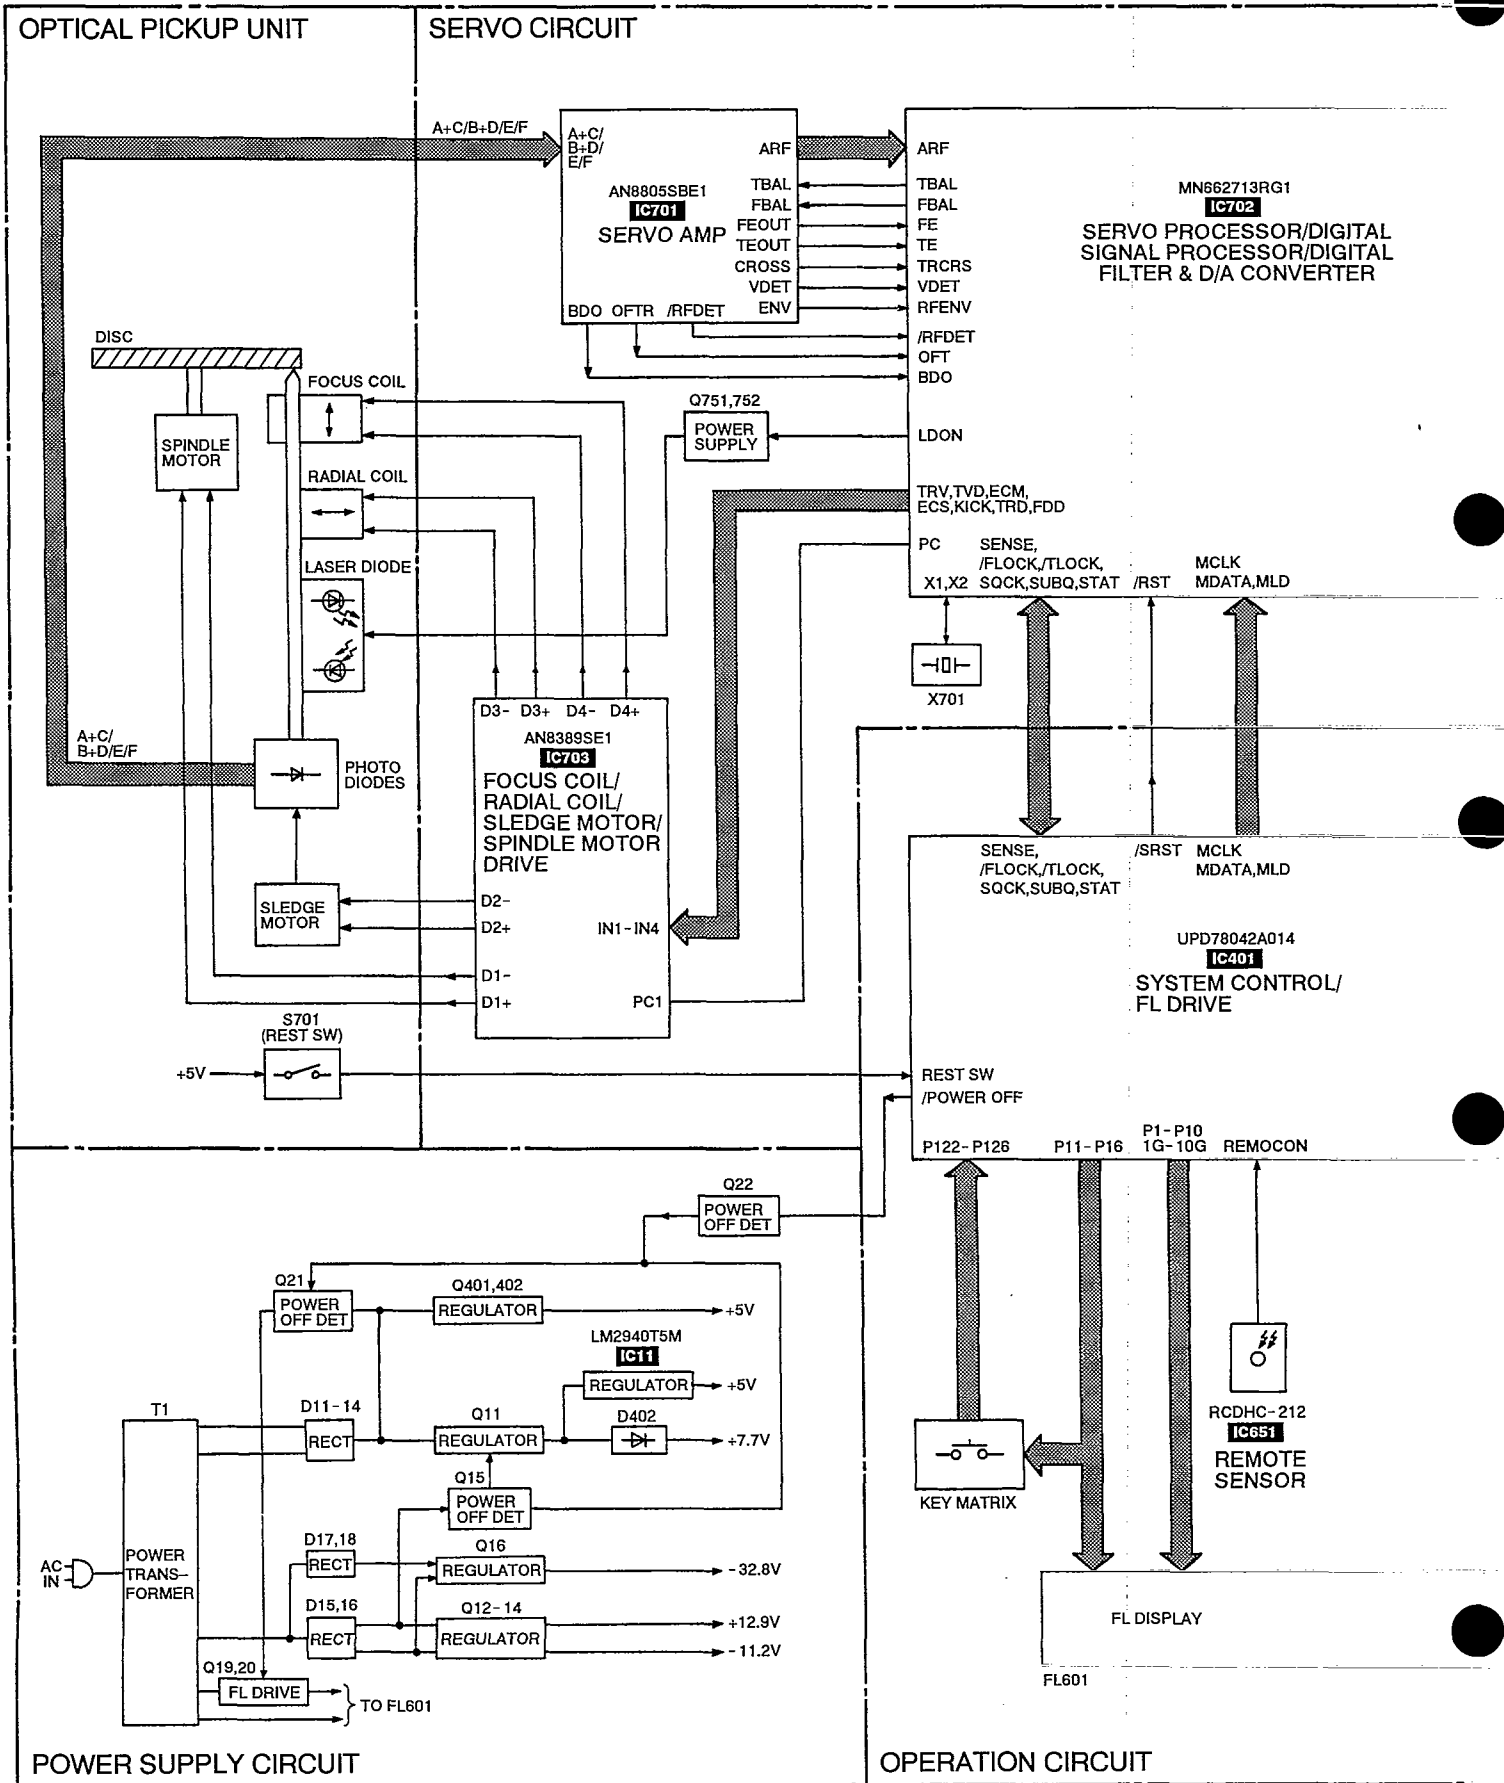 OPTICAL PICKUP UNIT
SERVO CIRCUIT
A+C/B+D/E/F
A+C/
B+D/
E/F
ARF
TBAL
FBAL
FEOUT
TEOUT
CROSS
VDET
ENV
BDO OFTR /RFDET
AN8805SBE1
IC701
SERVO AMP
ARF
TBAL
FBAL
FE
TE
TRCRS
VDET
RFENV
/RFDET
OFT
BDO
LDON
TRV,TVD,ECM,
ECS,KICK,TRD,FDD
PC
MN662713RG1
IC702
SERVO PROCESSOR/DIGITAL
SIGNAL PROCESSOR/DIGITAL
FILTER & D/A CONVERTER
X1,X2
SENSE,
/FLOCK,/TLOCK,
SQCK,SUBQ,STAT
/RST
MCLK
MDATA,MLD
X701
DISC
SPINDLE
MOTOR
FOCUS COIL
RADIAL COIL
LASER DIODE
Q751,752
POWER
SUPPLY
A+C/
B+D/E/F
PHOTO
DIODES
SLEDGE
MOTOR
D3- D3+ D4- D4+
AN8389SE1
IC703
FOCUS COIL/
RADIAL COIL/
SLEDGE MOTOR/
SPINDLE MOTOR
DRIVE
D2-
D2+
IN1-IN4
D1-
D1+
PC1
S701
(REST SW)
+5V
SENSE,
/FLOCK,/TLOCK,
SQCK,SUBQ,STAT
/SRST
MCLK
MDATA,MLD
UPD78042A014
IC401
SYSTEM CONTROL/
FL DRIVE
REST SW
/POWER OFF
P122-P126
P11-P16
P1-P10
1G-10G
REMOCON
Q22
POWER
OFF DET
Q21
POWER
OFF DET
Q401,402
REGULATOR
+5V
LM2940T5M
IC11
REGULATOR
+5V
T1
D11-14
RECT
Q11
REGULATOR
D402
+7.7V
Q15
POWER
OFF DET
D17,18
RECT
Q16
REGULATOR
-32.8V
AC
IN
POWER
TRANS-
FORMER
D15,16
RECT
Q12-14
REGULATOR
+12.9V
-11.2V
Q19,20
FL DRIVE
TO FL601
KEY MATRIX
RCDHC-212
IC651
REMOTE
SENSOR
FL DISPLAY
FL601
POWER SUPPLY CIRCUIT
OPERATION CIRCUIT